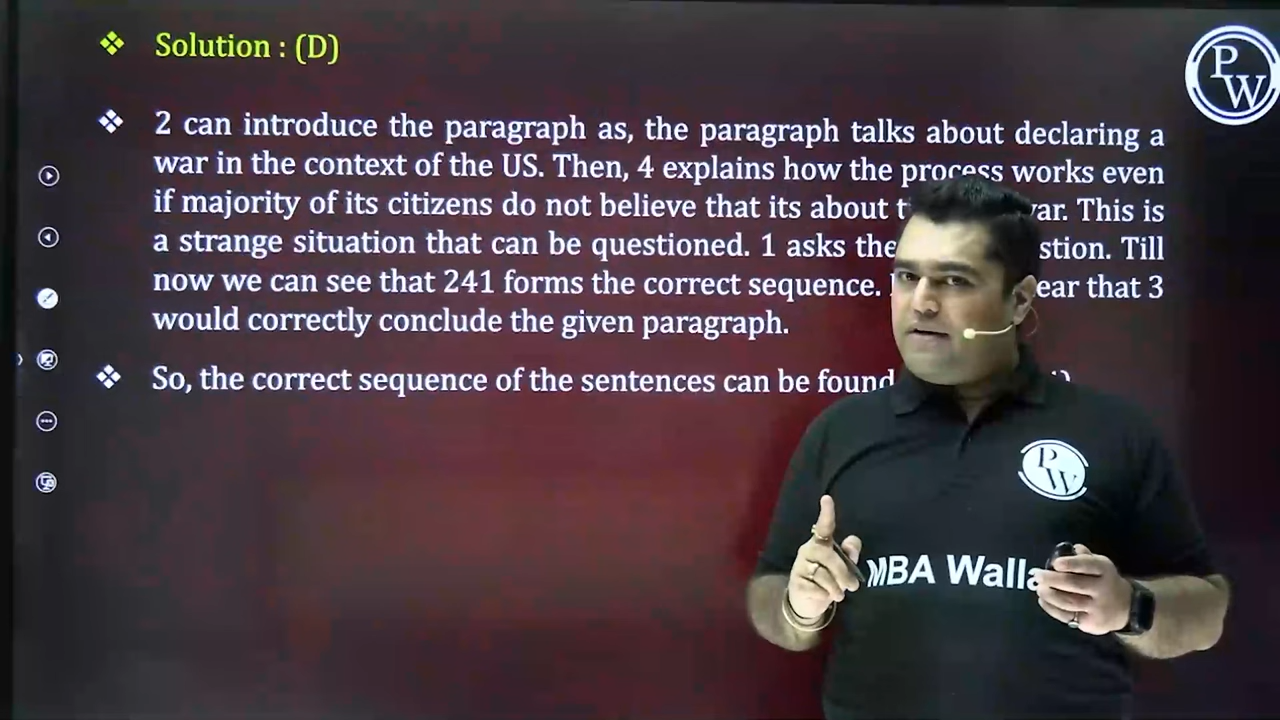 Solution : (D)
2 can introduce the paragraph as, the paragraph talks about declaring a
war in the context of the US. Then, 4 explains how the process works even
if majority of its citizens do not believe that its about war. This is
a strange situation that can be questioned. 1 asks the Till
now we can see that 241 forms the correct sequence. that 3
would correctly conclude the given paragraph.
So, the correct sequence of the sentences can be found
PW
PW
MBA